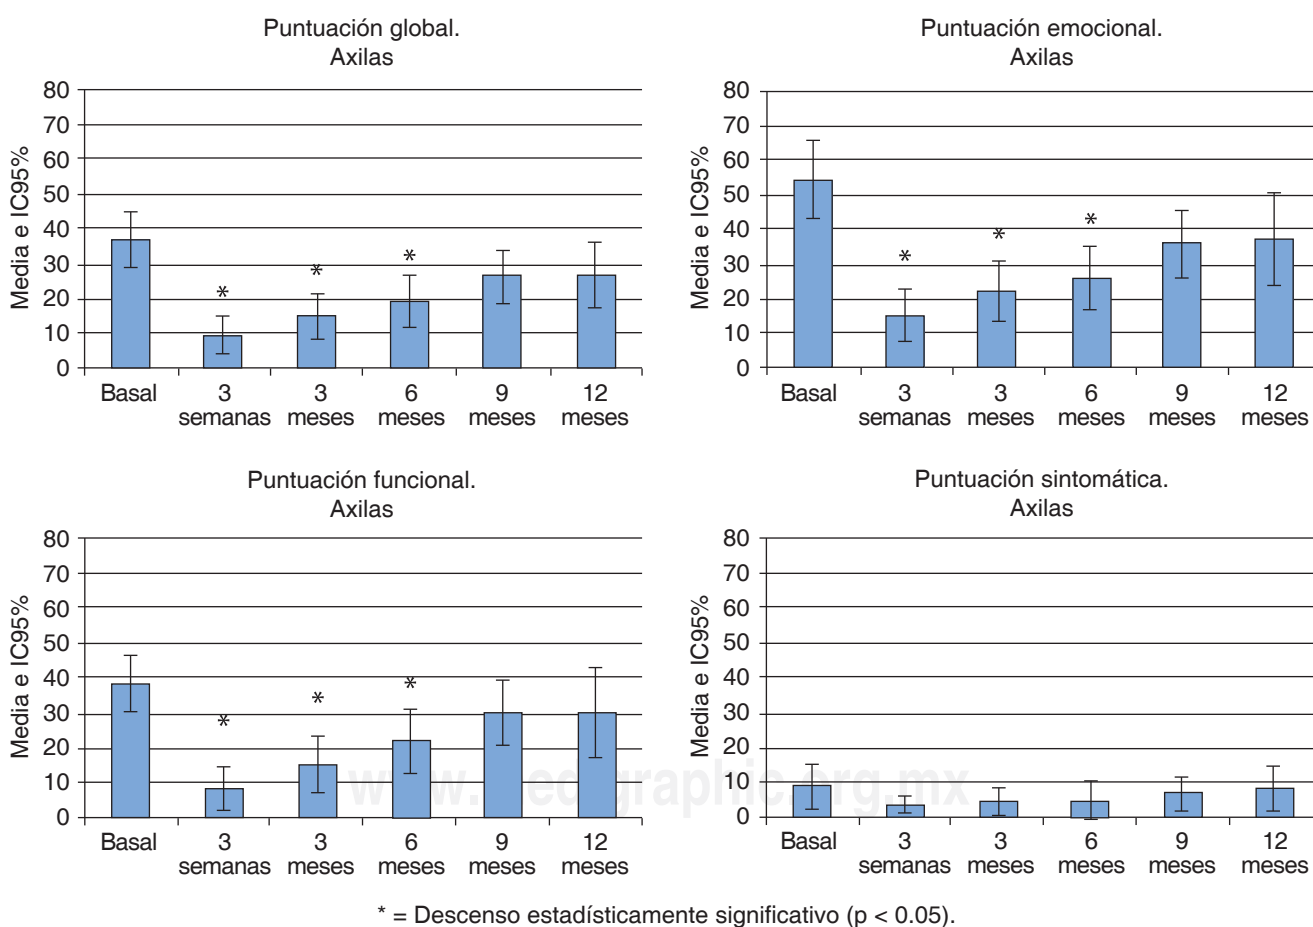 Puntuación global.
Axilas
Media e IC95%
80
70
60
50
40
30
20
10
0
*
*
*
Basal 3 3 6 9 12
semanas meses meses meses meses
Puntuación emocional.
Axilas
Media e IC95%
80
70
60
50
40
30
20
10
0
*
*
*
Basal 3 3 6 9 12
semanas meses meses meses meses
Puntuación funcional.
Axilas
Media e IC95%
80
70
60
50
40
30
20
10
0
*
*
*
Basal 3 3 6 9 12
semanas meses meses meses meses
Puntuación sintomática.
Axilas
Media e IC95%
80
70
60
50
40
30
20
10
0
Basal 3 3 6 9 12
semanas meses meses meses meses
* = Descenso estadísticamente significativo (p < 0.05).